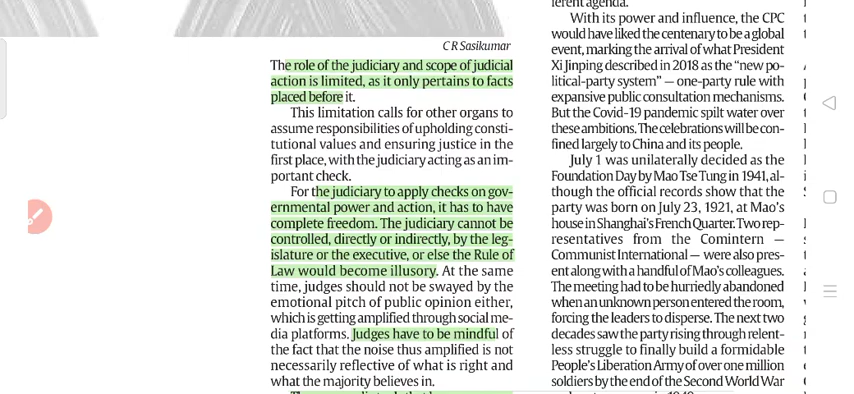 C R Sasikumar
The role of the judiciary and scope of judicial
action is limited, as it only pertains to facts
placed before it.
This limitation calls for other organs to
assume responsibilities of upholding consti-
tutional values and ensuring justice in the
first place, with the judiciary acting as an im-
portant check.
For the judiciary to apply checks on gov-
ernmental power and action, it has to have
complete freedom. The judiciary cannot be
controlled, directly or indirectly, by the leg-
islature or the executive, or else the Rule of
Law would become illusory. At the same
time, judges should not be swayed by the
emotional pitch of public opinion either,
which is getting amplified through social me-
dia platforms. Judges have to be mindful of
the fact that the noise thus amplified is not
necessarily reflective of what is right and
what the majority believes in.
ferent agenda.
With its power and influence, the CPC
would have liked the centenary to be a global
event, marking the arrival of what President
Xi Jinping described in 2018 as the “new po-
litical-party system” — one-party rule with
expansive public consultation mechanisms.
But the Covid-19 pandemic spilt water over
these ambitions. The celebrations will be con-
fined largely to China and its people.
July 1 was unilaterally decided as the
Foundation Day by Mao Tse Tung in 1941, al-
though the official records show that the
party was born on July 23, 1921, at Mao’s
house in Shanghai’s French Quarter. Two rep-
resentatives from the Comintern —
Communist International — were also pres-
ent along with a handful of Mao’s colleagues.
The meeting had to be hurriedly abandoned
when an unknown person entered the room,
forcing the leaders to disperse. The next two
decades saw the party rising through relent-
less struggle to finally build a formidable
People’s Liberation Army of over one million
soldiers by the end of the Second World War